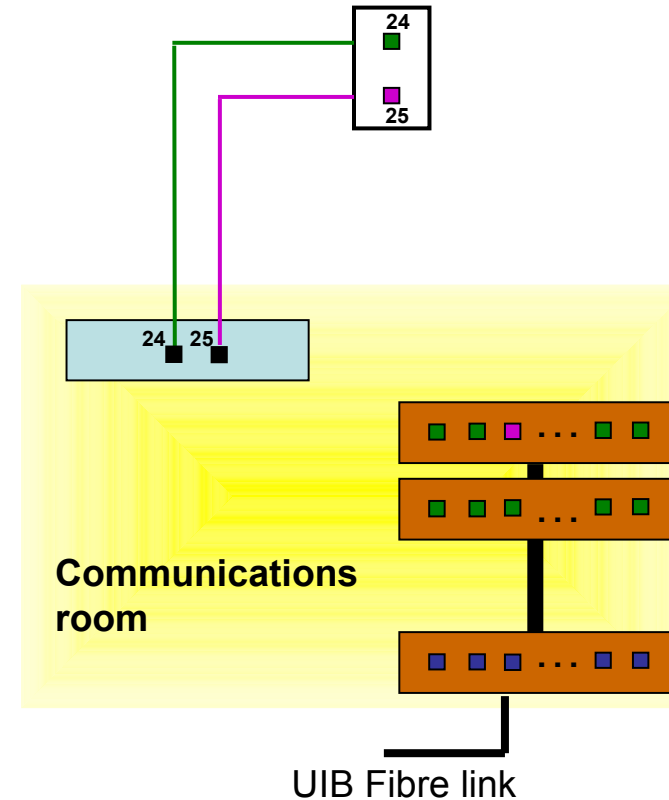 24
25
24 25
. . .
. . .
Communications
room
. . .
UIB Fibre link